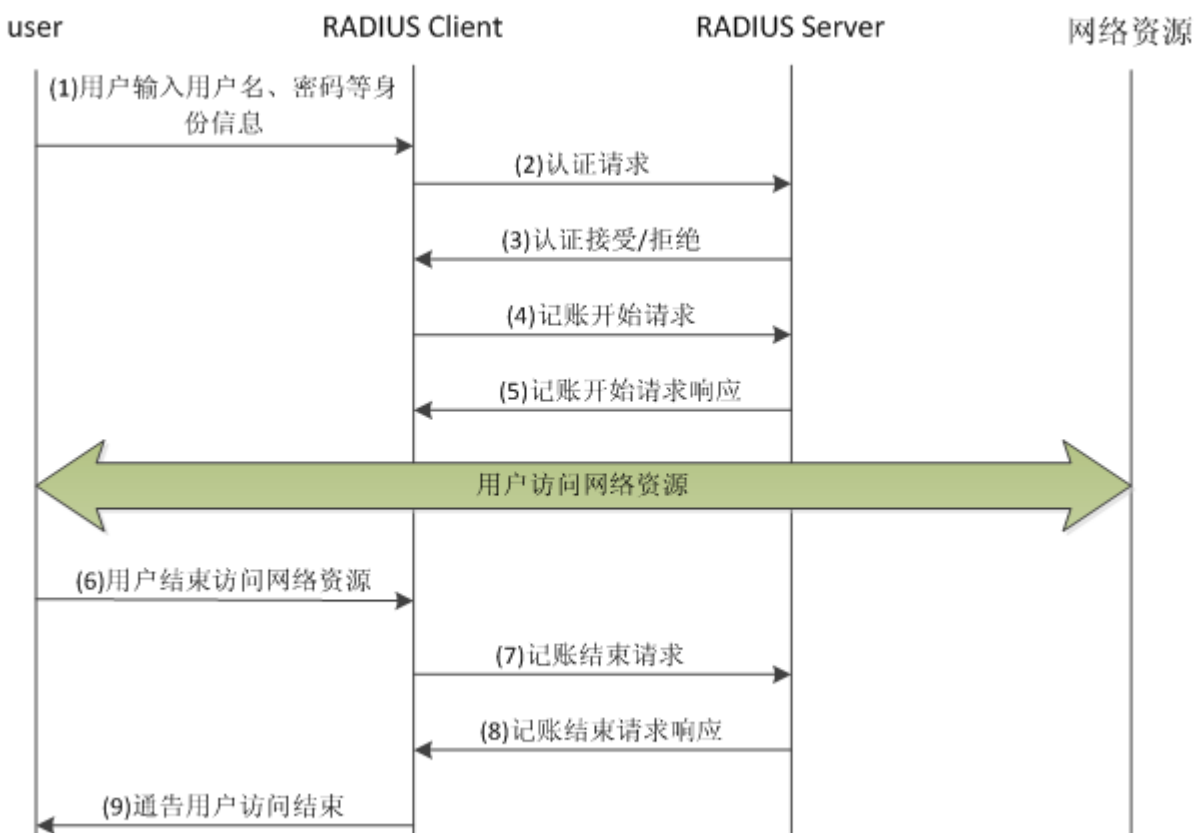 user
RADIUS Client
RADIUS Server
网络资源
(1)用户输入用户名、密码等身
份信息
(2)认证请求
(3)认证接受/拒绝
(4)记账开始请求
(5)记账开始请求响应
用户访问网络资源
(6)用户结束访问网络资源
(7)记账结束请求
(8)记账结束请求响应
(9)通告用户访问结束